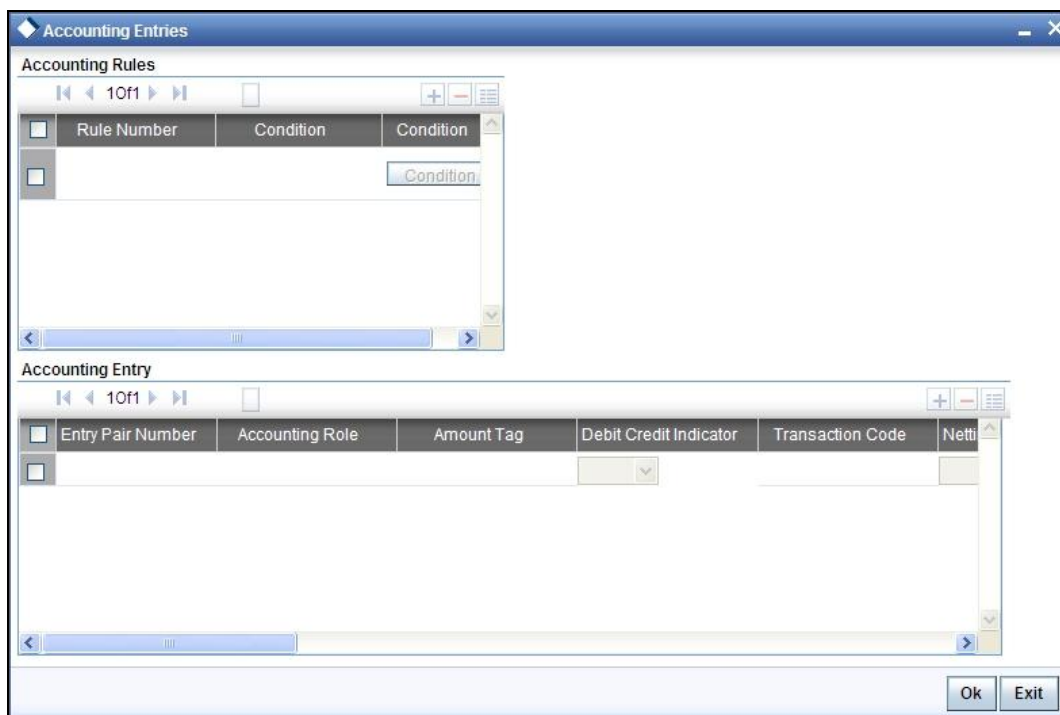 Accounting Entries
Accounting Rules
1Of1
Rule Number Condition Condition
Condition
Accounting Entry
1Of1
Entry Pair Number Accounting Role Amount Tag Debit Credit Indicator Transaction Code Netti
Ok Exit